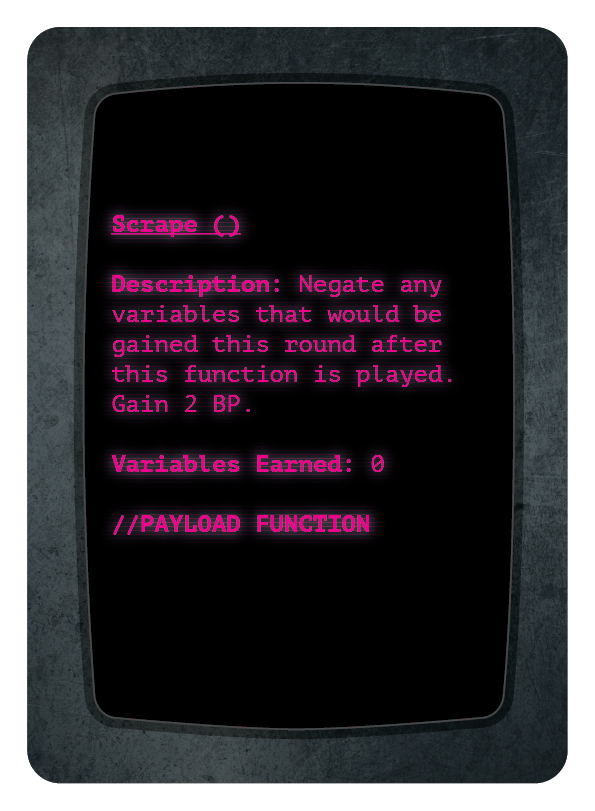 Scrape ()
Description: Negate any
variables that would be
gained this round after
this function is played.
Gain 2 BP.
Variables Earned: 0
//PAYLOAD FUNCTION